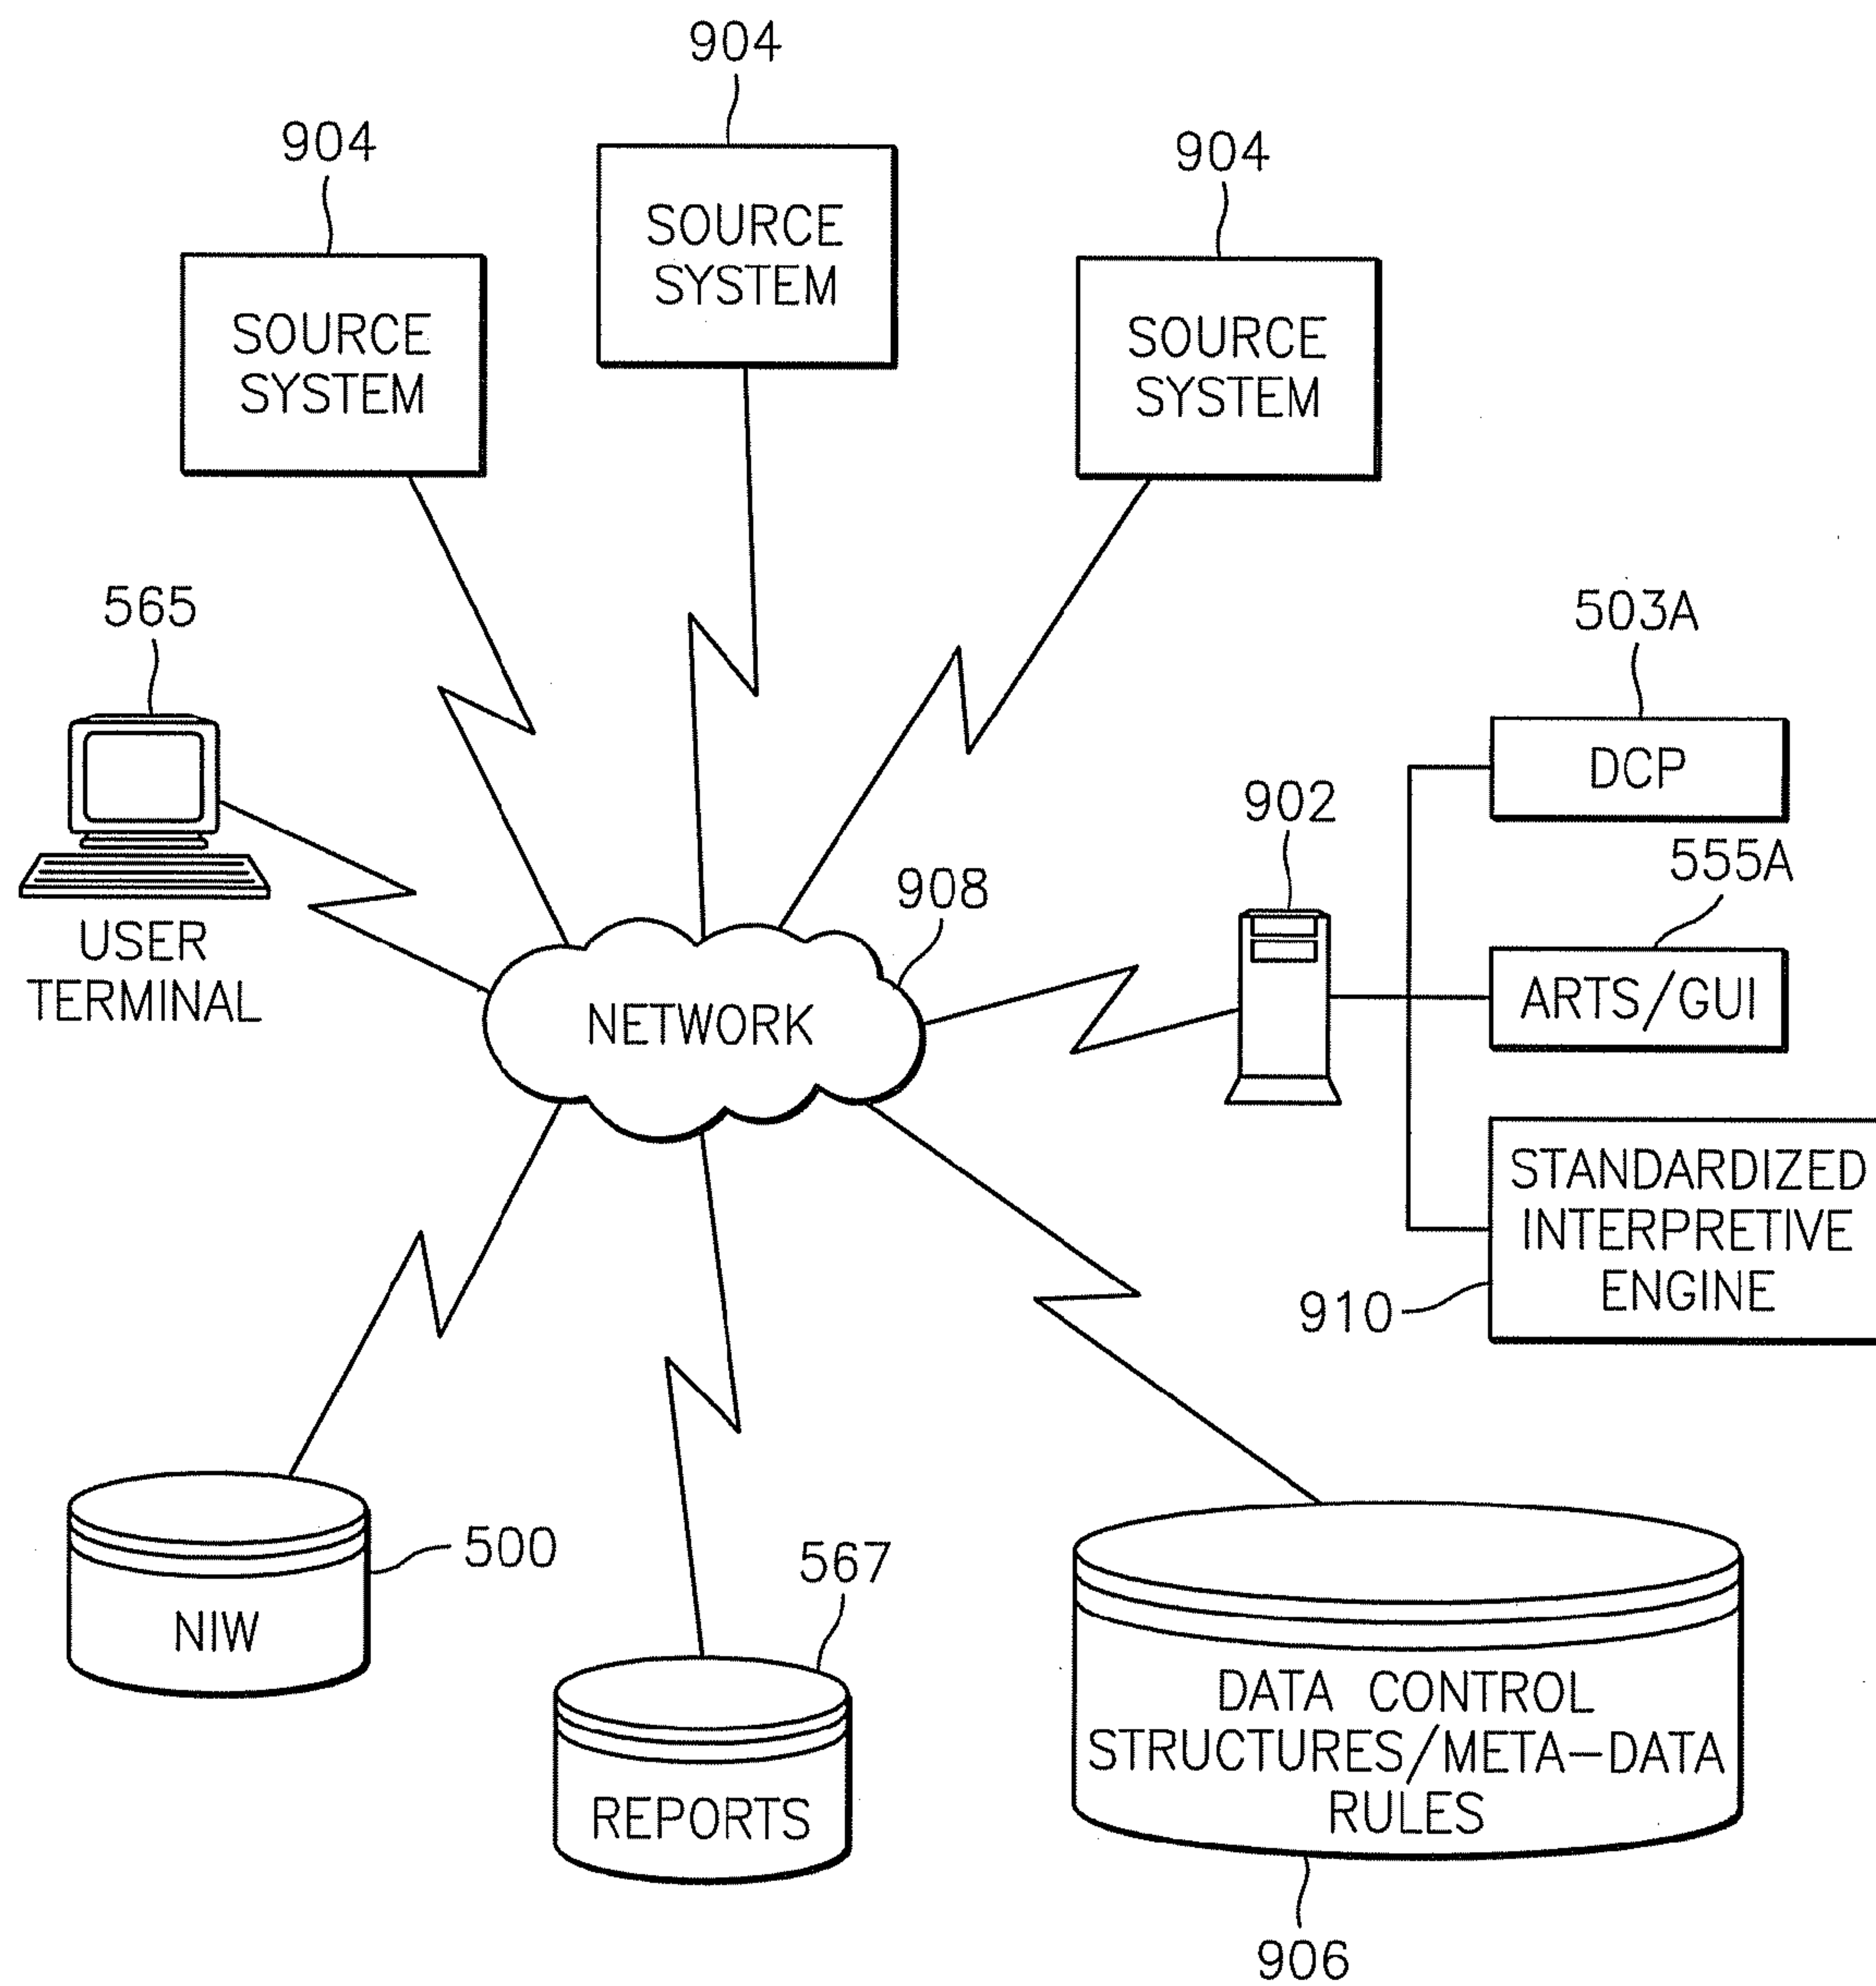 904
904
904
SOURCE
SYSTEM
SOURCE
SYSTEM
SOURCE
SYSTEM
565
USER
TERMINAL
503A
DCP
902
555A
ARTS/GUI
908
NETWORK
STANDARDIZED
INTERPRETIVE
ENGINE
910
500
NIW
567
REPORTS
DATA CONTROL
STRUCTURES/META-DATA
RULES
906